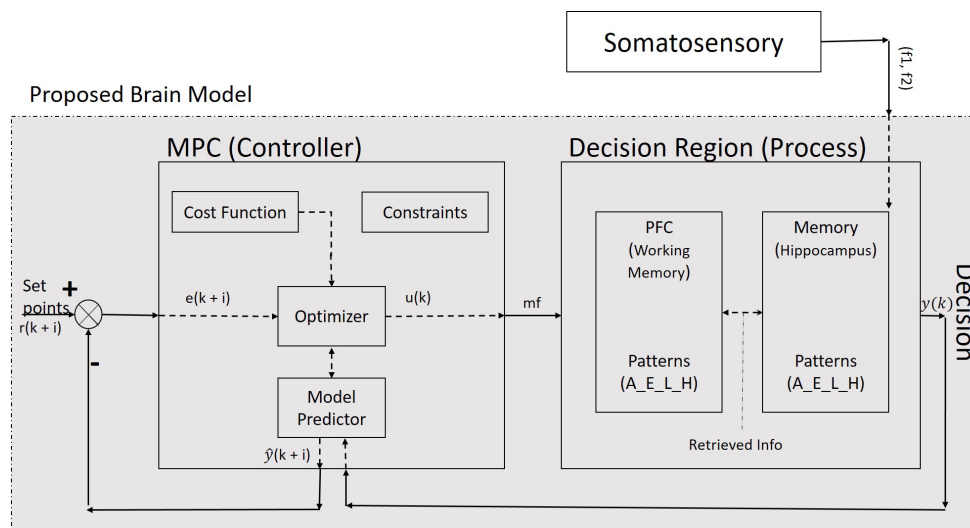 Somatosensory
(f1, f2)
Proposed Brain Model
MPC (Controller)
Decision Region (Process)
Cost Function
Constraints
PFC
(Working
Memory)
Memory
(Hippocampus)
Set
points
r(k + i)
+
-
e(k + i)
Optimizer
u(k)
mf
y(k)
Decision
Model
Predictor
ŷ(k + i)
Patterns
(A_E_L_H)
Patterns
(A_E_L_H)
Retrieved Info